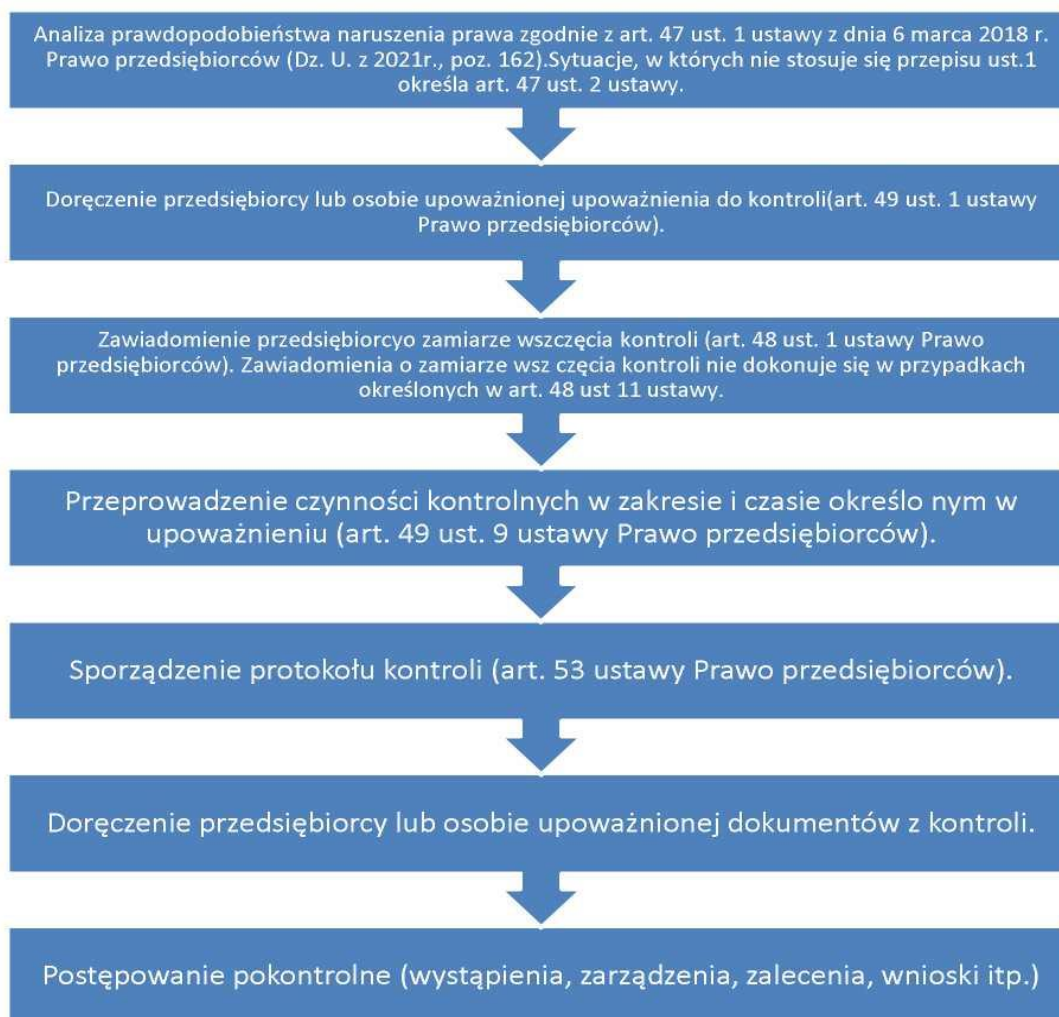 Analiza prawdopodobieństwa naruszenia prawa zgodnie z art. 47 ust. 1 ustawy z dnia 6 marca 2018 r.
Prawo przedsiębiorców (Dz. U. z 2021r., poz. 162).Sytuacje, w których nie stosuje się przepisu ust.1
określa art. 47 ust. 2 ustawy.
Doręczenie przedsiębiorcy lub osobie upoważnionej upoważnienia do kontroli(art. 49 ust. 1 ustawy
Prawo przedsiębiorców).
Zawiadomienie przedsiębiorcyo zamiarze wszczęcia kontroli (art. 48 ust. 1 ustawy Prawo
przedsiębiorców). Zawiadomienia o zamiarze wsz częcia kontroli nie dokonuje się w przypadkach
określonych w art. 48 ust 11 ustawy.
Przeprowadzenie czynności kontrolnych w zakresie i czasie określo nym w
upoważnieniu (art. 49 ust. 9 ustawy Prawo przedsiębiorców).
Sporządzenie protokołu kontroli (art. 53 ustawy Prawo przedsiębiorców).
Doręczenie przedsiębiorcy lub osobie upoważnionej dokumentów z kontroli.
Postępowanie pokontrolne (wystąpienia, zarządzenia, zalecenia, wnioski itp.)